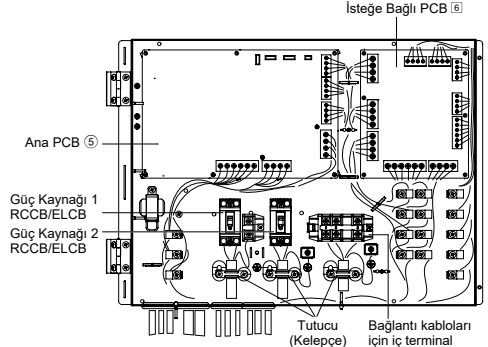 İsteğe Bağlı PCB 6
Ana PCB ⑤
Güç Kaynağı 1
RCCB/ELCB
Güç Kaynağı 2
RCCB/ELCB
Tutucu
(Kelepçe)
Bağlantı kabloları
için iç terminal